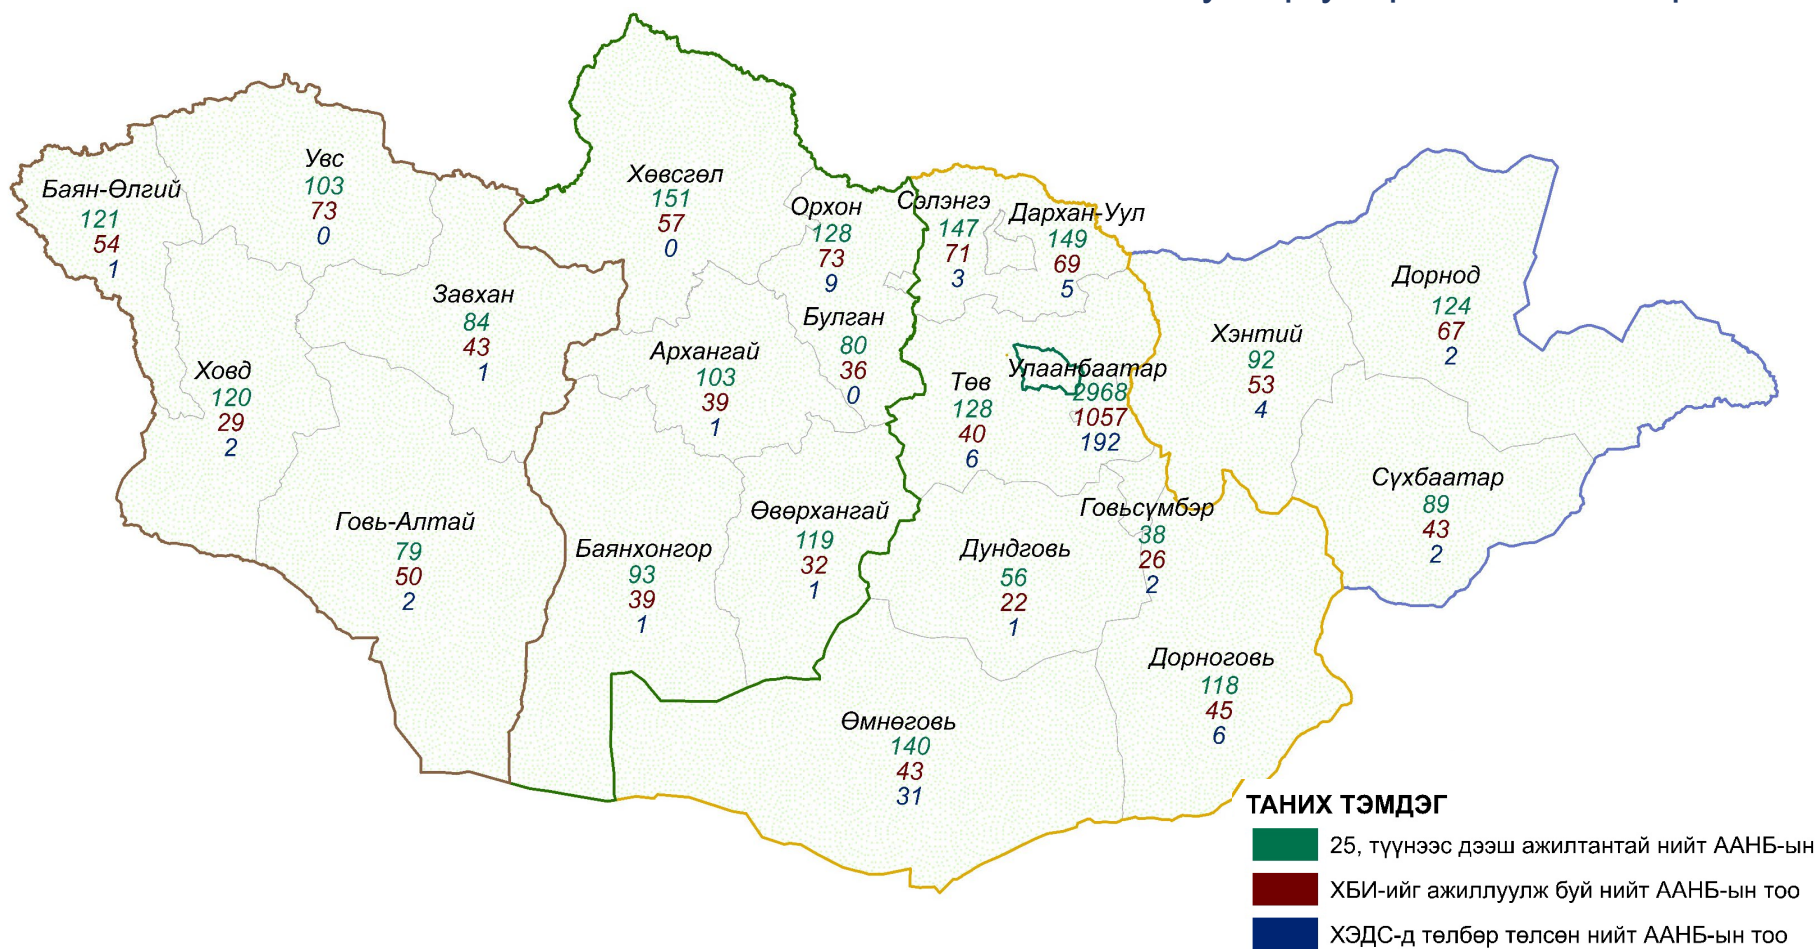 Увс
103
73
0
Баян-Өлгий
121
54
1
Хөвсгөл
151
57
0
Орхон
128
73
9
Сэлэнгэ
147
71
3
Дархан-Уул
149
69
5
Дорнод
124
67
2
Завхан
84
43
1
Булган
80
36
0
Хэнтий
92
53
4
Ховд
120
29
2
Архангай
103
39
1
Төв
128
40
6
Улаанбаатар
2968
1057
192
Сүхбаатар
89
43
2
Говь-Алтай
79
50
2
Баянхонгор
93
39
1
Өвөрхангай
119
32
1
Дундговь
56
22
1
Говьсүмбэр
38
26
2
Дорноговь
118
45
6
Өмнөговь
140
43
31
ТАНИХ ТЭМДЭГ
25, түүнээс дээш ажилтантай нийт ААНБ-ын
ХБИ-ийг ажиллуулж буй нийт ААНБ-ын тоо
ХЭДС-д төлбөр төлсөн нийт ААНБ-ын тоо